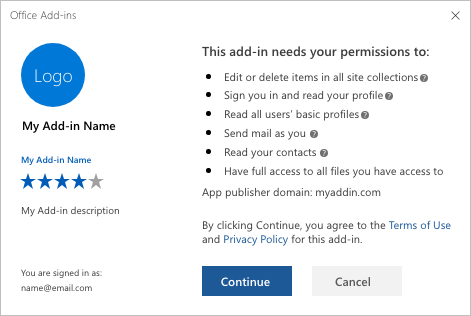 Office Add-ins
Logo
My Add-in Name
My Add-in Name
My Add-in description
You are signed in as:
name@email.com
This add-in needs your permissions to:
• Edit or delete items in all site collections ?
• Sign you in and read your profile ?
• Read all users' basic profiles ?
• Send mail as you ?
• Read your contacts ?
• Have full access to all files you have access to
App publisher domain: myaddin.com
By clicking Continue, you agree to the Terms of Use
and Privacy Policy for this add-in.
Continue
Cancel